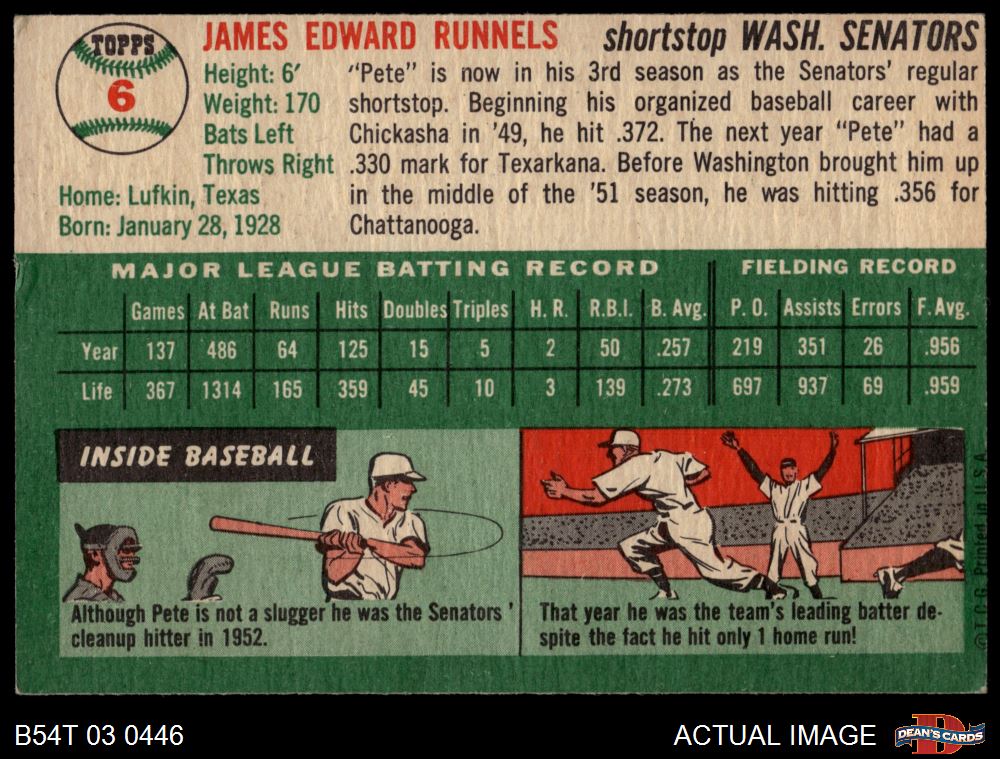 TOPPS
6
JAMES EDWARD RUNNELS shortstop WASH. SENATORS
Height: 6'
Weight: 170
Bats Left
Throws Right
Home: Lufkin, Texas
Born: January 28, 1928
"Pete" is now in his 3rd season as the Senators' regular
shortstop. Beginning his organized baseball career with
Chickasha in '49, he hit .372. The next year "Pete" had a
.330 mark for Texarkana. Before Washington brought him up
in the middle of the '51 season, he was hitting .356 for
Chattanooga.
MAJOR LEAGUE BATTING RECORD FIELDING RECORD
Games At Bat Runs Hits Doubles Triples H. R. R.B.I. B. Avg. P. O. Assists Errors F. Avg.
Year 137 486 64 125 15 5 2 50 .257 219 351 26 .956
Life 367 1314 165 359 45 10 3 139 .273 697 937 69 .959
INSIDE BASEBALL
Although Pete is not a slugger he was the Senators'
cleanup hitter in 1952.
That year he was the team's leading batter de-
spite the fact he hit only 1 home run!
© T.C.G. Printed in U.S.A.
B54T 03 0446
ACTUAL IMAGE
DEAN'S CARDS